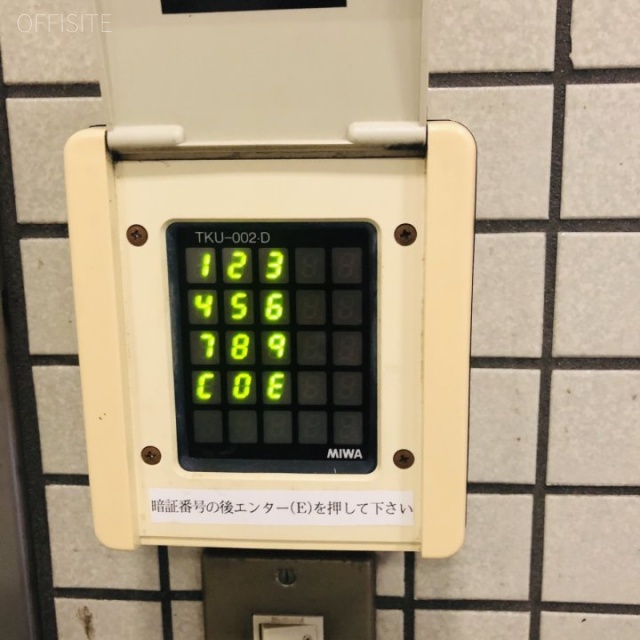 OFFISITE
TKU-002-D
1 2 3
4 5 6
7 8 9
C 0 E
MIWA
暗証番号の後エンター(E)を押して下さい